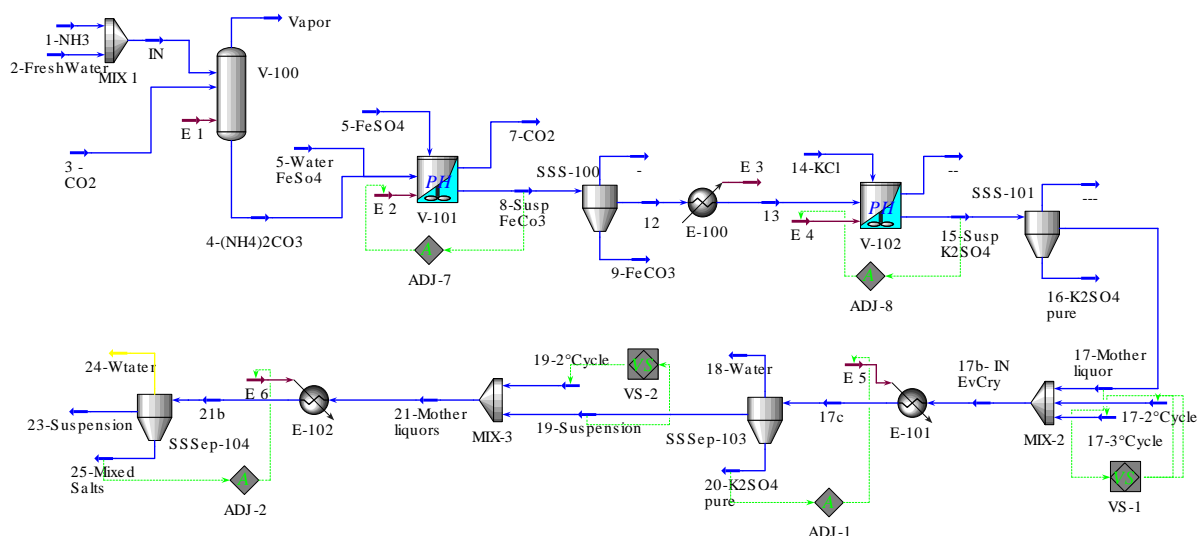 1-NH3
2-FreshWater
MIX 1
IN
Vapor
V-100
E 1
3 -
CO2
4-(NH4)2CO3
5-FeSO4
5-Water
FeSo4
7-CO2
PH
E 2
V-101
8-Susp
FeCo3
ADJ-7
A
SSS-100
-
12
9-FeCO3
E 3
E-100
13
14-KCl
--
PH
E 4
V-102
15-Susp
K2SO4
A
ADJ-8
SSS-101
---
16-K2SO4
pure
17-Mother
liquor
17b- IN
EvCry
17-2°Cycle
17-3°Cycle
MIX-2
VS
VS-1
E-101
E 5
17c
18-Water
SSSep-103
20-K2SO4
pure
A
ADJ-1
19-2°Cycle
VS
VS-2
19-Suspension
MIX-3
21-Mother
liquors
E-102
E 6
21b
24-Wtater
23-Suspension
SSSep-104
25-Mixed
Salts
A
ADJ-2